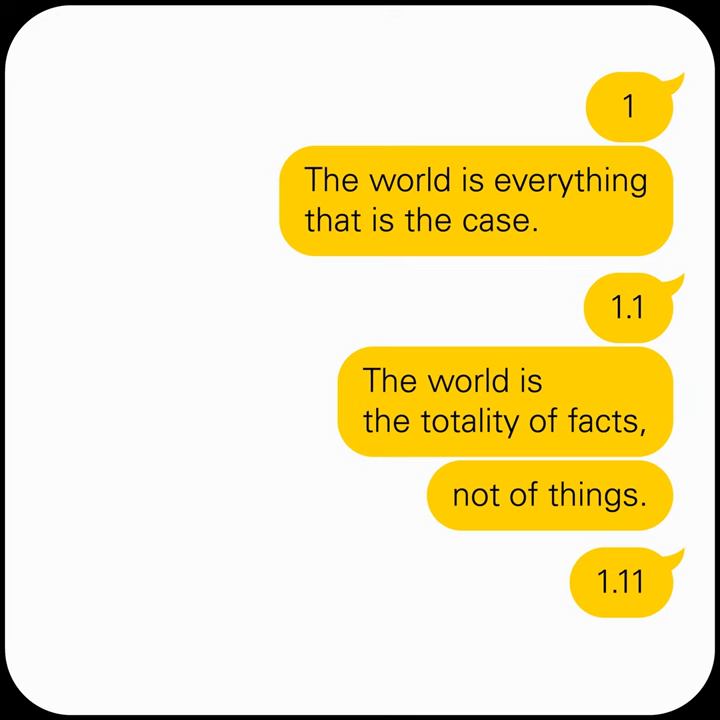 1
The world is everything
that is the case.
1.1
The world is
the totality of facts,
not of things.
1.11